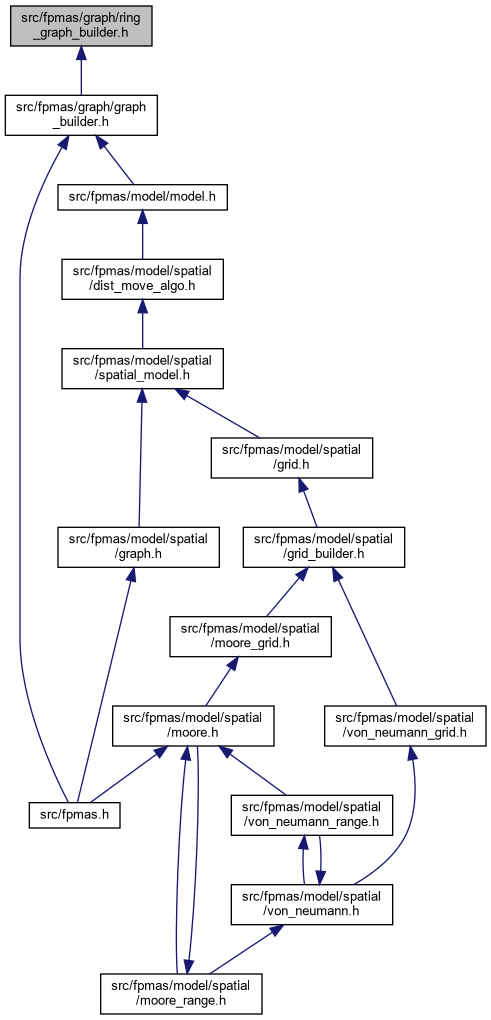 src/fpmas/graph/ring
_graph_builder.h
src/fpmas/graph/graph
_builder.h
src/fpmas/model/model.h
src/fpmas/model/spatial
/dist_move_algo.h
src/fpmas/model/spatial
/spatial_model.h
src/fpmas/model/spatial
/grid.h
src/fpmas/model/spatial
/graph.h
src/fpmas/model/spatial
/grid_builder.h
src/fpmas/model/spatial
/moore_grid.h
src/fpmas/model/spatial
/moore.h
src/fpmas/model/spatial
/von_neumann_grid.h
src/fpmas.h
src/fpmas/model/spatial
/von_neumann_range.h
src/fpmas/model/spatial
/von_neumann.h
src/fpmas/model/spatial
/moore_range.h